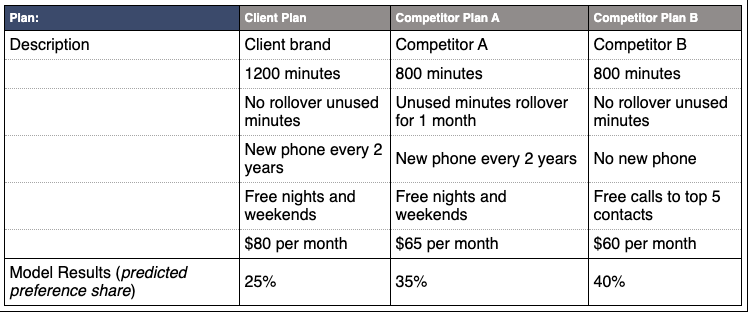 Plan: Client Plan Competitor Plan A Competitor Plan B
Description Client brand Competitor A Competitor B
1200 minutes 800 minutes 800 minutes
No rollover unused Unused minutes rollover No rollover unused
minutes for 1 month minutes
New phone every 2
years New phone every 2 years No new phone
Free nights and Free nights and Free calls to top 5
weekends weekends contacts
$80 per month $65 per month $60 per month
Model Results (predicted
preference share) 25% 35% 40%